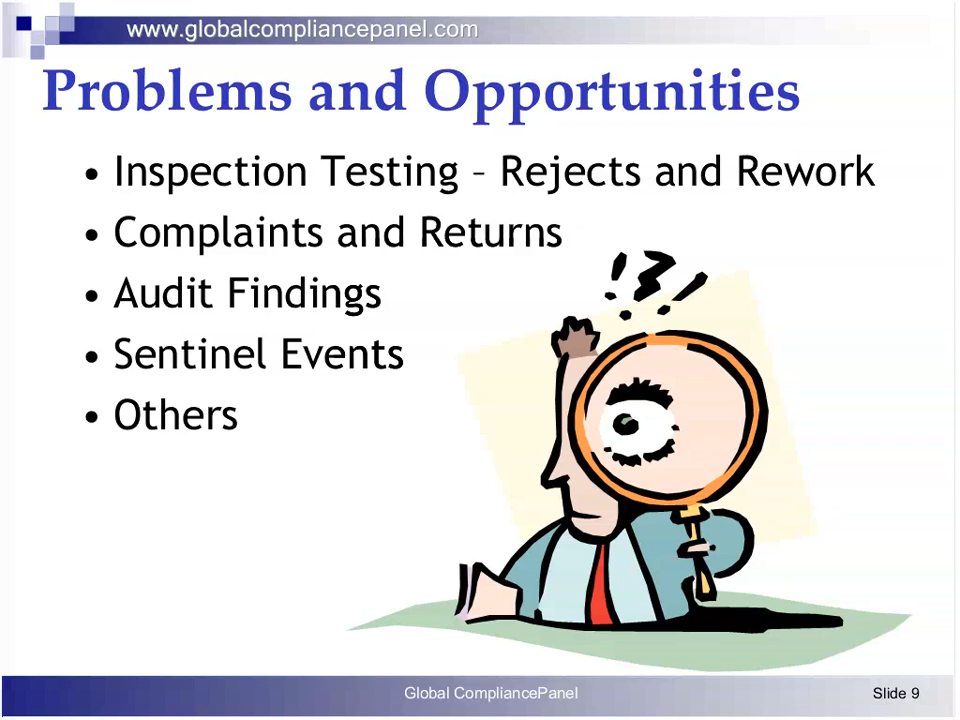 www.globalcompliancepanel.com
Problems and Opportunities
• Inspection Testing – Rejects and Rework
• Complaints and Returns
• Audit Findings
• Sentinel Events
• Others
!?!
Global CompliancePanel
Slide 9